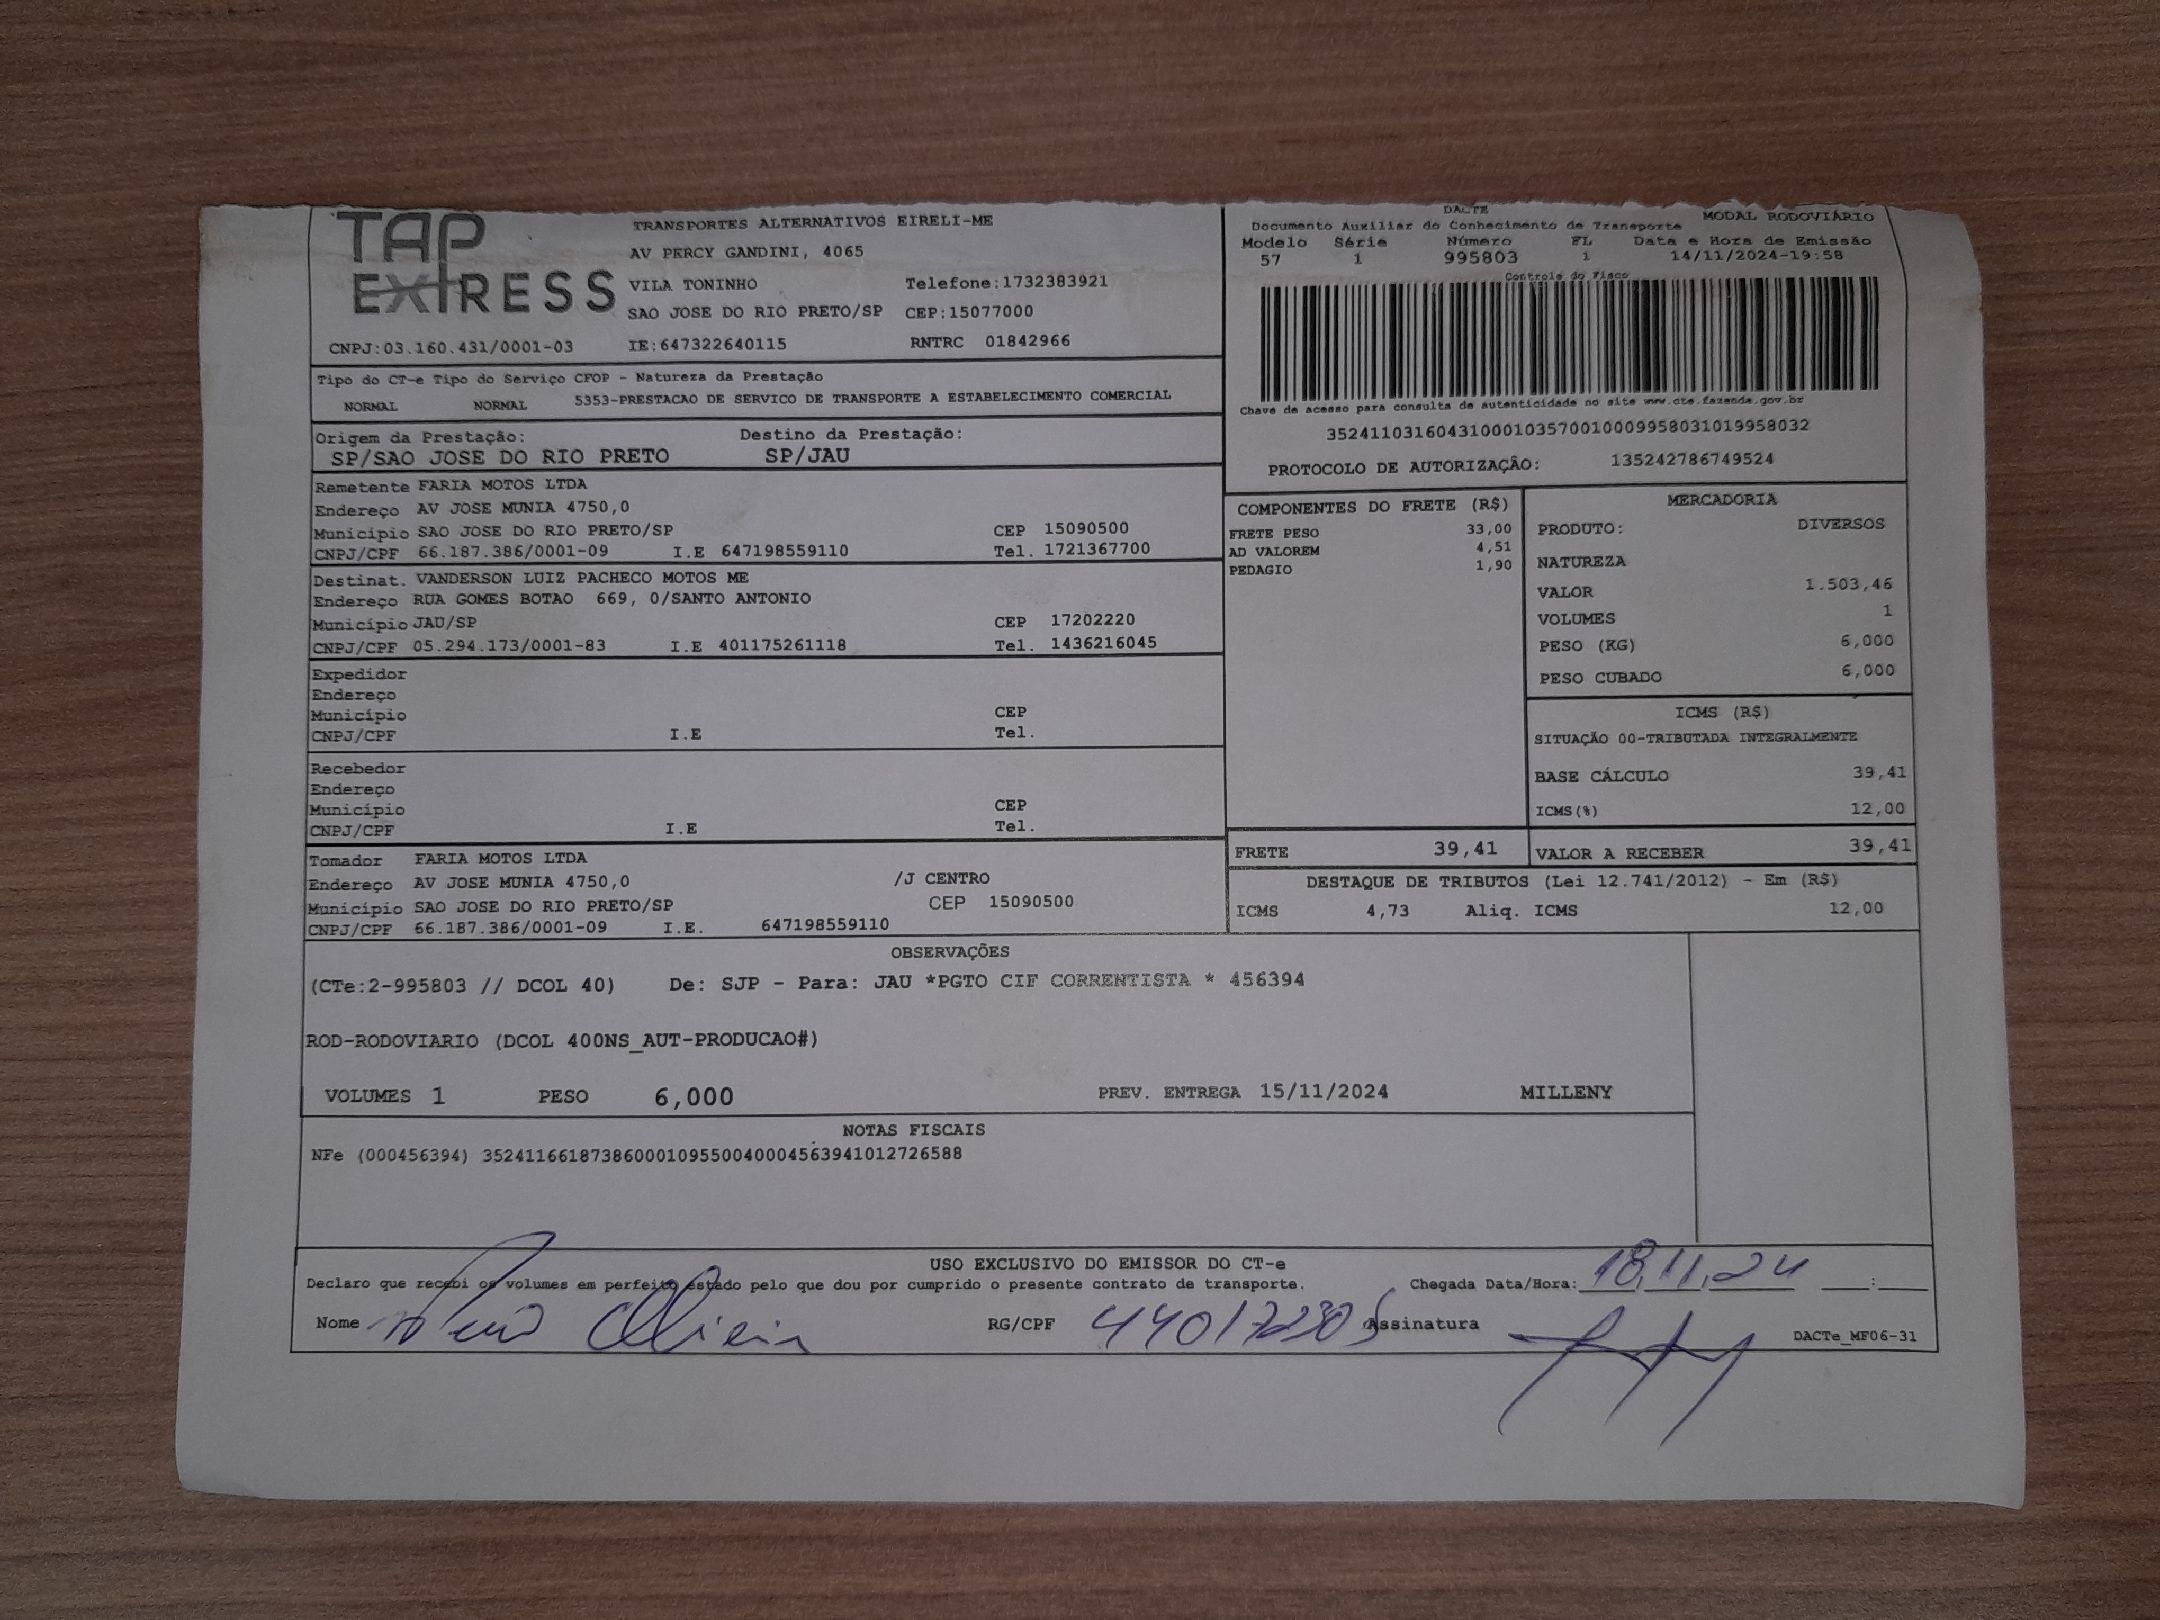 TAP EXPRESS
TRANSPORTES ALTERNATIVOS EIRELI-ME
AV PERCY GANDINI, 4065
VILA TONINHO Telefone:1732383921
SAO JOSE DO RIO PRETO/SP CEP:15077000
CNPJ:03.160.431/0001-03 IE:647322640115 RNTRC 01842966
DACTE
Documento Auxiliar do Conhecimento de Transporte MODAL RODOVIÁRIO
Modelo Série Número FL Data e Hora de Emissão
57 1 995803 1 14/11/2024-19:58
Controle do Fisco
Chave de acesso para consulta de autenticidade no site www.cte.fazenda.gov.br
35241103160431000103570010009958031019958032
PROTOCOLO DE AUTORIZAÇÃO: 135242786749524
Tipo do CT-e Tipo do Serviço CFOP - Natureza da Prestação
NORMAL NORMAL 5353-PRESTACAO DE SERVICO DE TRANSPORTE A ESTABELECIMENTO COMERCIAL
Origem da Prestação: Destino da Prestação:
SP/SAO JOSE DO RIO PRETO SP/JAU
Remetente FARIA MOTOS LTDA
Endereço AV JOSE MUNIA 4750,0
Município SAO JOSE DO RIO PRETO/SP CEP 15090500
CNPJ/CPF 66.187.386/0001-09 I.E 647198559110 Tel. 1721367700
Destinat. VANDERSON LUIZ PACHECO MOTOS ME
Endereço RUA GOMES BOTAO 669, 0/SANTO ANTONIO
Município JAU/SP CEP 17202220
CNPJ/CPF 05.294.173/0001-83 I.E 401175261118 Tel. 1436216045
Expedidor
Endereço
Município CEP
CNPJ/CPF I.E Tel.
Recebedor
Endereço
Município CEP
CNPJ/CPF I.E Tel.
Tomador FARIA MOTOS LTDA
Endereço AV JOSE MUNIA 4750,0 /J CENTRO
Município SAO JOSE DO RIO PRETO/SP CEP 15090500
CNPJ/CPF 66.187.386/0001-09 I.E. 647198559110
COMPONENTES DO FRETE (R$)
FRETE PESO 33,00
AD VALOREM 4,51
PEDAGIO 1,90
FRETE 39,41
MERCADORIA
PRODUTO: DIVERSOS
NATUREZA
VALOR 1.503,46
VOLUMES 1
PESO (KG) 6,000
PESO CUBADO 6,000
ICMS (R$)
SITUAÇÃO 00-TRIBUTADA INTEGRALMENTE
BASE CÁLCULO 39,41
ICMS(%) 12,00
VALOR A RECEBER 39,41
DESTAQUE DE TRIBUTOS (Lei 12.741/2012) - Em (R$)
ICMS 4,73 Aliq. ICMS 12,00
OBSERVAÇÕES
(CTe:2-995803 // DCOL 40) De: SJP - Para: JAU *PGTO CIF CORRENTISTA * 456394
ROD-RODOVIARIO (DCOL 400NS_AUT-PRODUCAO#)
VOLUMES 1 PESO 6,000 PREV. ENTREGA 15/11/2024 MILLENY
NOTAS FISCAIS
NFe (000456394) 35241166187386000109550040004563941012726588
USO EXCLUSIVO DO EMISSOR DO CT-e
Declaro que recebi os volumes em perfeito estado pelo que dou por cumprido o presente contrato de transporte. Chegada Data/Hora: 18,11,24 :
Nome RG/CPF 440172305 Assinatura
DACTe_MF06-31